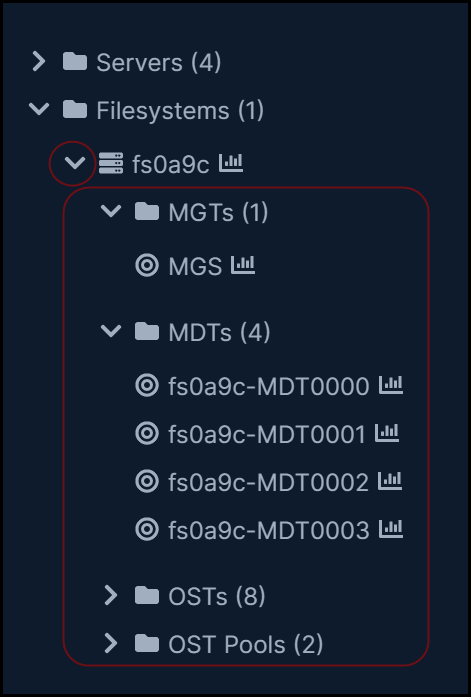 Servers (4)
Filesystems (1)
fs0a9c
MGTs (1)
MGS
MDTs (4)
fs0a9c-MDT0000
fs0a9c-MDT0001
fs0a9c-MDT0002
fs0a9c-MDT0003
OSTs (8)
OST Pools (2)